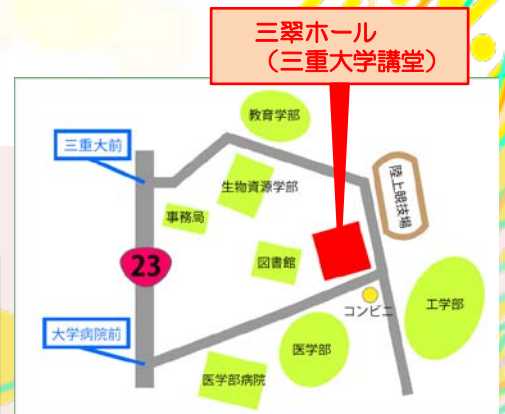 三翠ホール
（三重大学講堂）
教育学部
三重大前
生物資源学部
陸上競技場
事務局
23
図書館
コンビニ
工学部
大学病院前
医学部
医学部病院